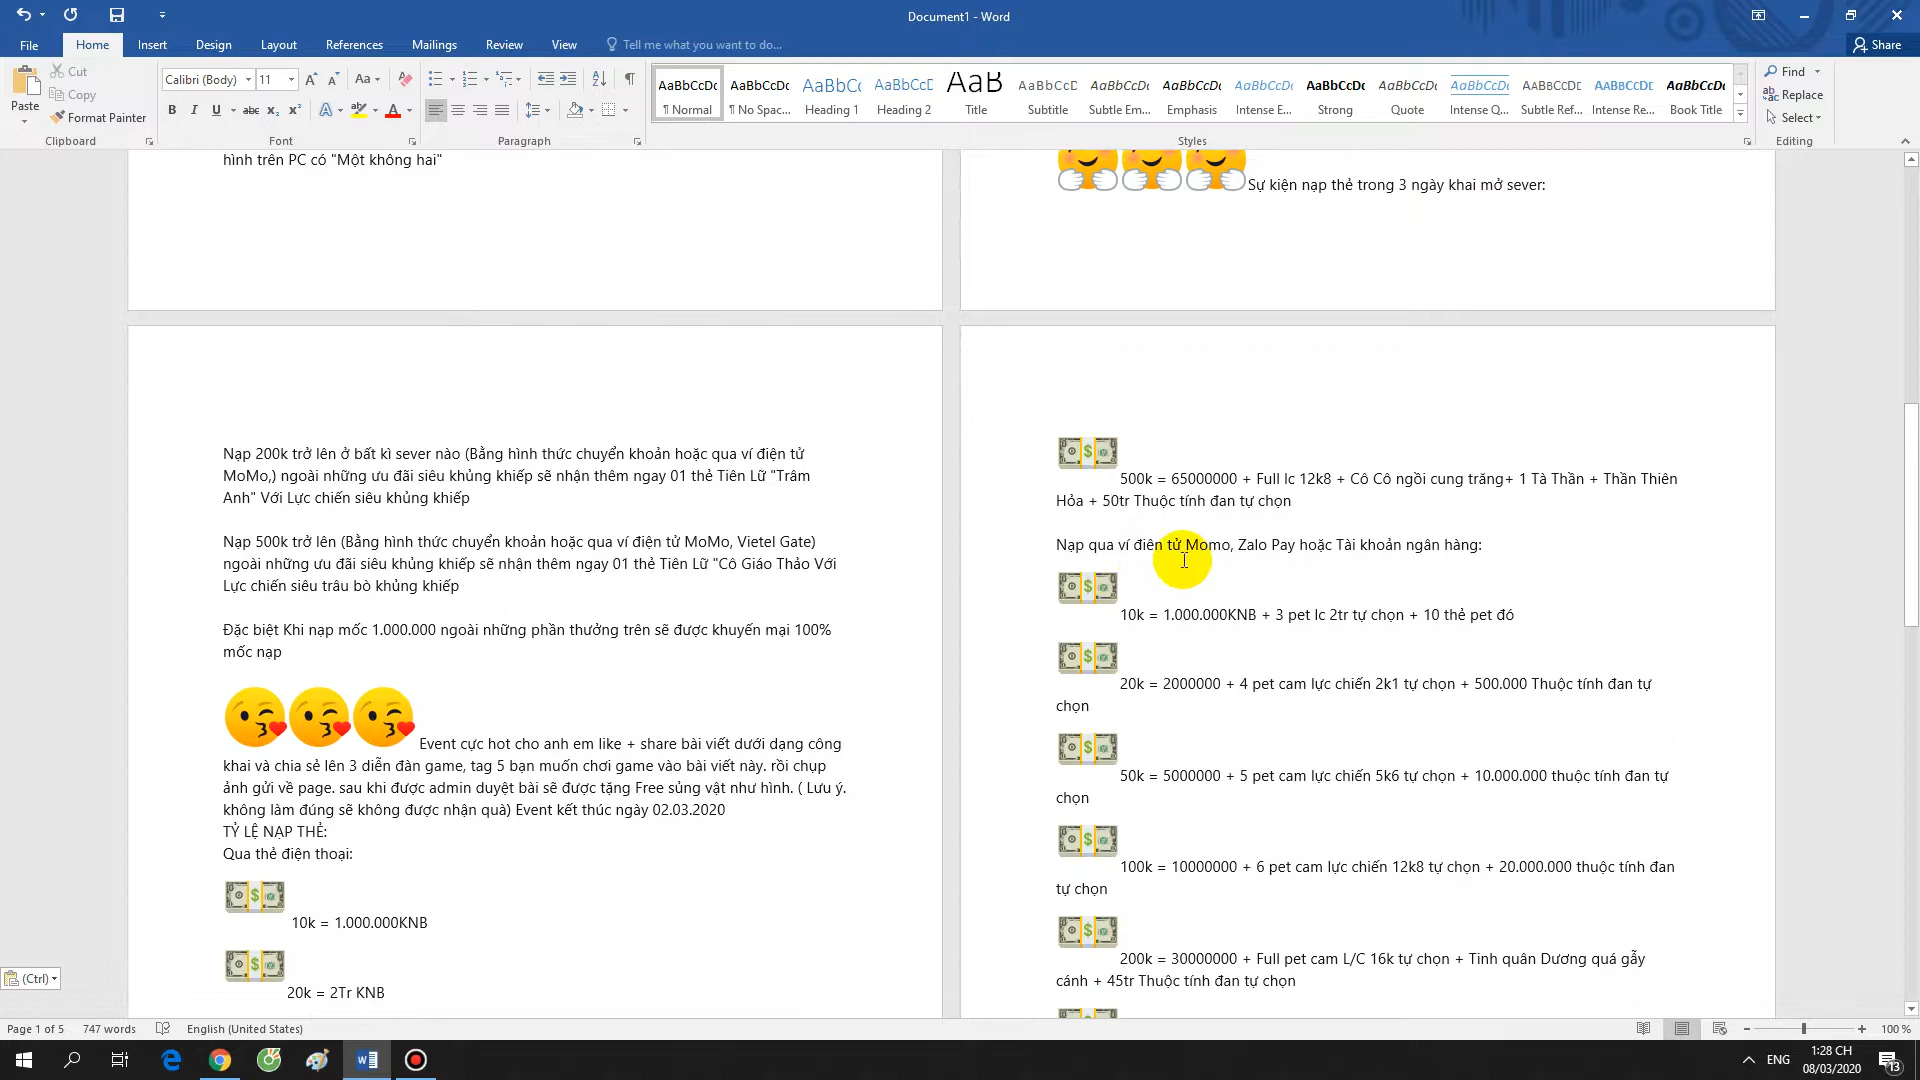 Document1 - Word
File Home Insert Design Layout References Mailings Review View Tell me what you want to do... Share
Paste
Cut
Copy
Format Painter
Clipboard
Calibri (Body) 11
Font
Paragraph
AaBbCcDc AaBbCcDc AaBbCc AaBbCcD AaB AaBbCcD AaBbCcDc AaBbCcDc AaBbCcDc AaBbCcDc AaBbCcDc AaBbCcDc AABBCCDC AABBCCDC AaBbCcDc
¶ Normal ¶ No Spac... Heading 1 Heading 2 Title Subtitle Subtle Em... Emphasis Intense E... Strong Quote Intense Q... Subtle Ref... Intense Re... Book Title
Styles
Find
Replace
Select
Editing
hình trên PC có "Một không hai"
Sự kiện nạp thẻ trong 3 ngày khai mở sever:
Nạp 200k trở lên ở bất kì sever nào (Bằng hình thức chuyển khoản hoặc qua ví điện tử
MoMo,) ngoài những ưu đãi siêu khủng khiếp sẽ nhận thêm ngay 01 thẻ Tiên Lữ "Trâm
Anh" Với Lực chiến siêu khủng khiếp
Nạp 500k trở lên (Bằng hình thức chuyển khoản hoặc qua ví điện tử MoMo, Vietel Gate)
ngoài những ưu đãi siêu khủng khiếp sẽ nhận thêm ngay 01 thẻ Tiên Lữ "Cô Giáo Thảo Với
Lực chiến siêu trâu bò khủng khiếp
Đặc biệt Khi nạp mốc 1.000.000 ngoài những phần thưởng trên sẽ được khuyến mại 100%
mốc nạp
Event cực hot cho anh em like + share bài viết dưới dạng công
khai và chia sẻ lên 3 diễn đàn game, tag 5 bạn muốn chơi game vào bài viết này. rồi chụp
ảnh gửi về page. sau khi được admin duyệt bài sẽ được tặng Free sủng vật như hình. ( Lưu ý.
không làm đúng sẽ không được nhận quà) Event kết thúc ngày 02.03.2020
TỶ LỆ NẠP THẺ:
Qua thẻ điện thoại:
10k = 1.000.000KNB
20k = 2Tr KNB
500k = 65000000 + Full lc 12k8 + Cô Cô ngồi cung trăng+ 1 Tà Thần + Thần Thiên
Hỏa + 50tr Thuộc tính đan tự chọn
Nạp qua ví điện tử Momo, Zalo Pay hoặc Tài khoản ngân hàng:
10k = 1.000.000KNB + 3 pet lc 2tr tự chọn + 10 thẻ pet đó
20k = 2000000 + 4 pet cam lực chiến 2k1 tự chọn + 500.000 Thuộc tính đan tự
chọn
50k = 5000000 + 5 pet cam lực chiến 5k6 tự chọn + 10.000.000 thuộc tính đan tự
chọn
100k = 10000000 + 6 pet cam lực chiến 12k8 tự chọn + 20.000.000 thuộc tính đan
tự chọn
200k = 30000000 + Full pet cam L/C 16k tự chọn + Tinh quân Dương quá gẫy
cánh + 45tr Thuộc tính đan tự chọn
(Ctrl)
Page 1 of 5 747 words English (United States) 100 %
ENG
1:28 CH
08/03/2020
13